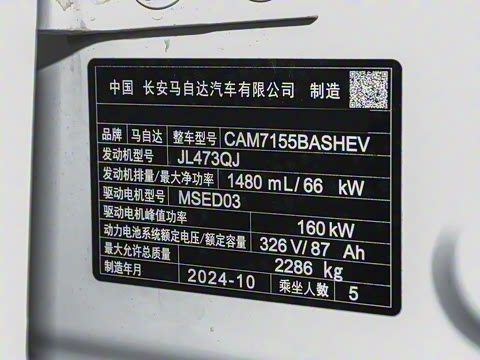 中国 长安马自达汽车有限公司 制造
品牌 马自达 整车型号 CAM7155BASHEV
发动机型号 JL473QJ
发动机排量/最大净功率 1480 mL/66 kW
驱动电机型号 MSED03
驱动电机峰值功率 160kW
动力电池系统额定电压/额定容量 326 V/87 Ah
最大允许总质量 2286 kg
制造年月 2024-10 乘坐人数 5